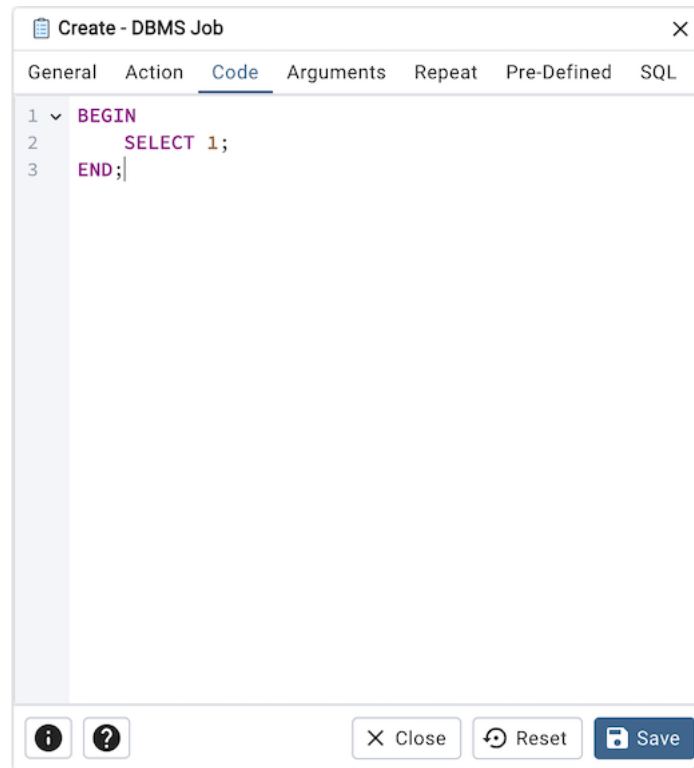 Create - DBMS Job
General Action Code Arguments Repeat Pre-Defined SQL
1 BEGIN
2     SELECT 1;
3 END;
Close Reset Save